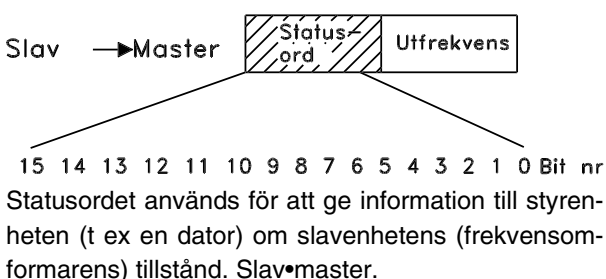 Slav → Master Status- Utfrekvens
ord
15 14 13 12 11 10 9 8 7 6 5 4 3 2 1 0 Bit nr
Statusordet används för att ge information till styren-
heten (t ex en dator) om slavenhetens (frekvensom-
formarens) tillstånd. Slav•master.